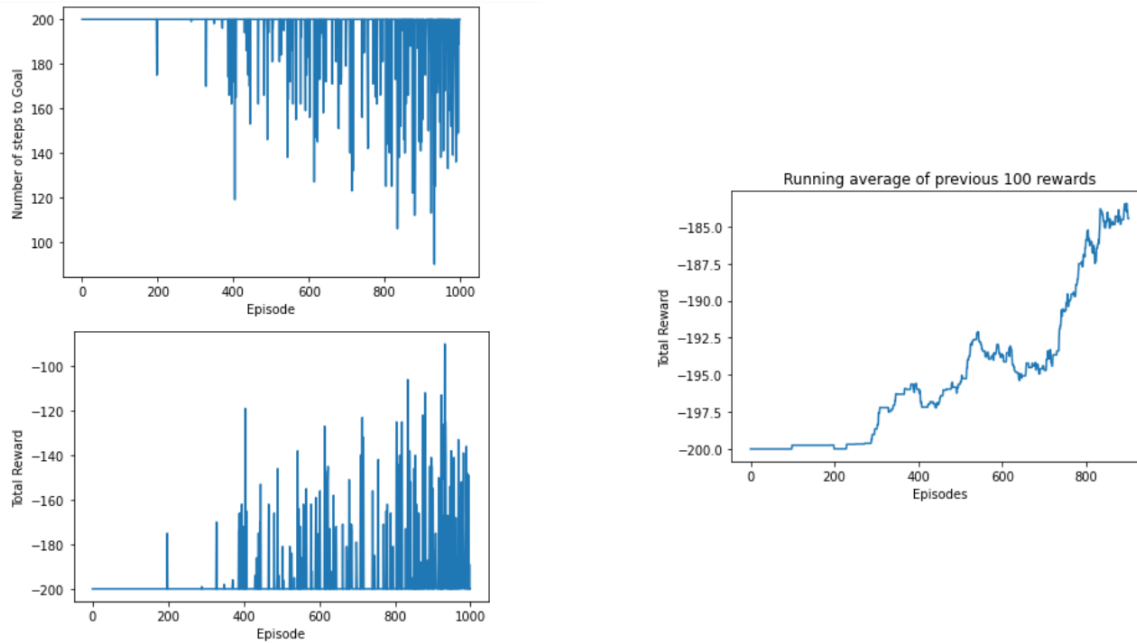 200
180
160
140
120
100
Number of steps to Goal
0 200 400 600 800 1000
Episode
−100
−120
−140
−160
−180
−200
Total Reward
0 200 400 600 800 1000
Episode
Running average of previous 100 rewards
−185.0
−187.5
−190.0
−192.5
−195.0
−197.5
−200.0
Total Reward
0 200 400 600 800
Episodes